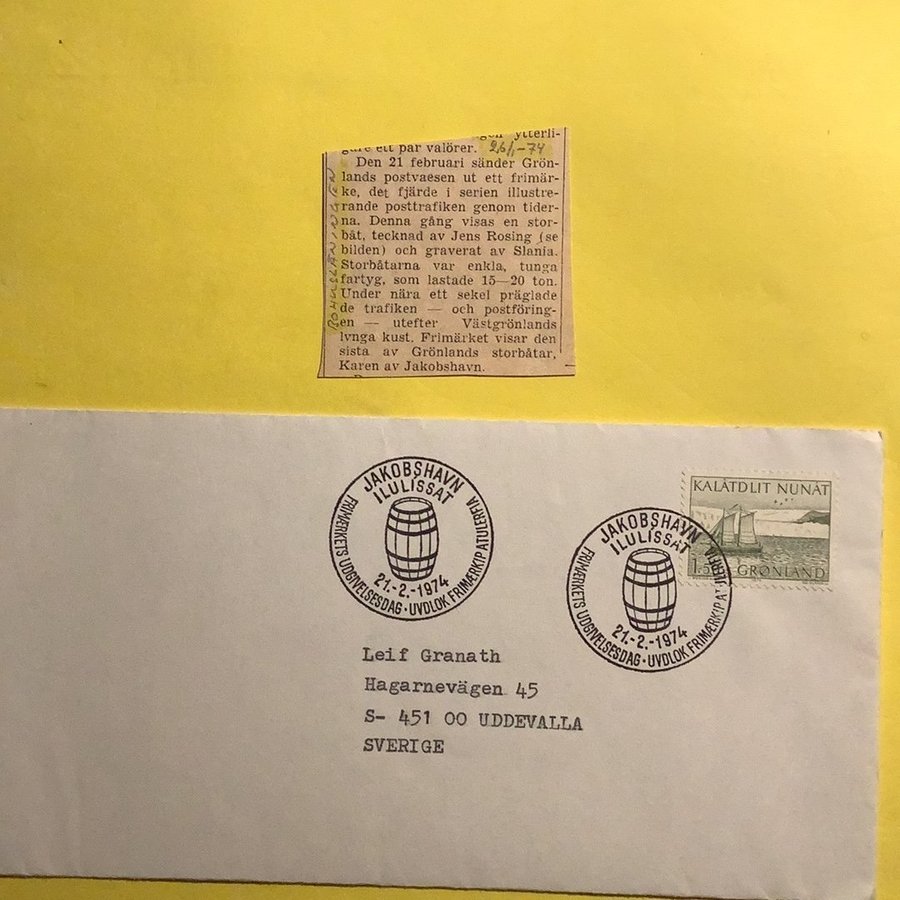 ytterli-
gare ett par valörer. 26/1-74
Den 21 februari sänder Grön-
lands postvaesen ut ett frimär-
ke, det fjärde i serien illustre-
rande posttrafiken genom tider-
na. Denna gång visas en stor-
båt, tecknad av Jens Rosing (se
bilden) och graverat av Slania.
Storbåtarna var enkla, tunga
fartyg, som lastade 15—20 ton.
Under nära ett sekel präglade
de trafiken — och postföring-
en — utefter Västgrönlands
lvnga kust. Frimärket visar den
sista av Grönlands storbåtar,
Karen av Jakobshavn.
BOHUSLÄNINGEN
JAKOBSHAVN
ILULISSAT
21.-2.-1974
FRIMÆRKETS UDGIVELSESDAG · UVDLOK FRIMÆRKIP ATULERFIA
KALÂTDLIT NUNÂT
1.50 GRØNLAND
JAKOBSHAVN
ILULISSAT
21.-2.-1974
FRIMÆRKETS UDGIVELSESDAG · UVDLOK FRIMÆRKIP ATULERFIA
Leif Granath
Hagarnevägen 45
S- 451 00 UDDEVALLA
SVERIGE